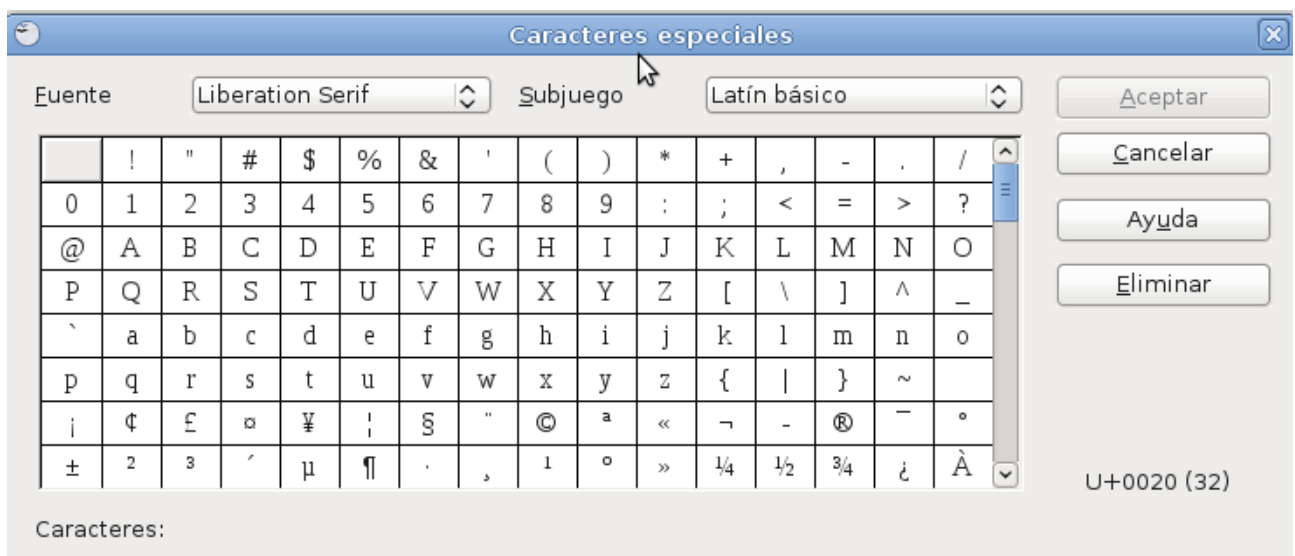 Caracteres especiales
Fuente Liberation Serif Subjuego Latín básico Aceptar
! " # $ % & ' ( ) * + , - . / Cancelar
0 1 2 3 4 5 6 7 8 9 : ; < = > ? Ayuda
@ A B C D E F G H I J K L M N O
P Q R S T U V W X Y Z [ \ ] ^ _ Eliminar
` a b c d e f g h i j k l m n o
p q r s t u v w x y z { | } ~
¡ ¢ £ ¤ ¥ ¦ § ¨ © ª « ¬ - ® ¯ °
± ² ³ ´ µ ¶ · ¸ ¹ º » ¼ ½ ¾ ¿ À U+0020 (32)
Caracteres: